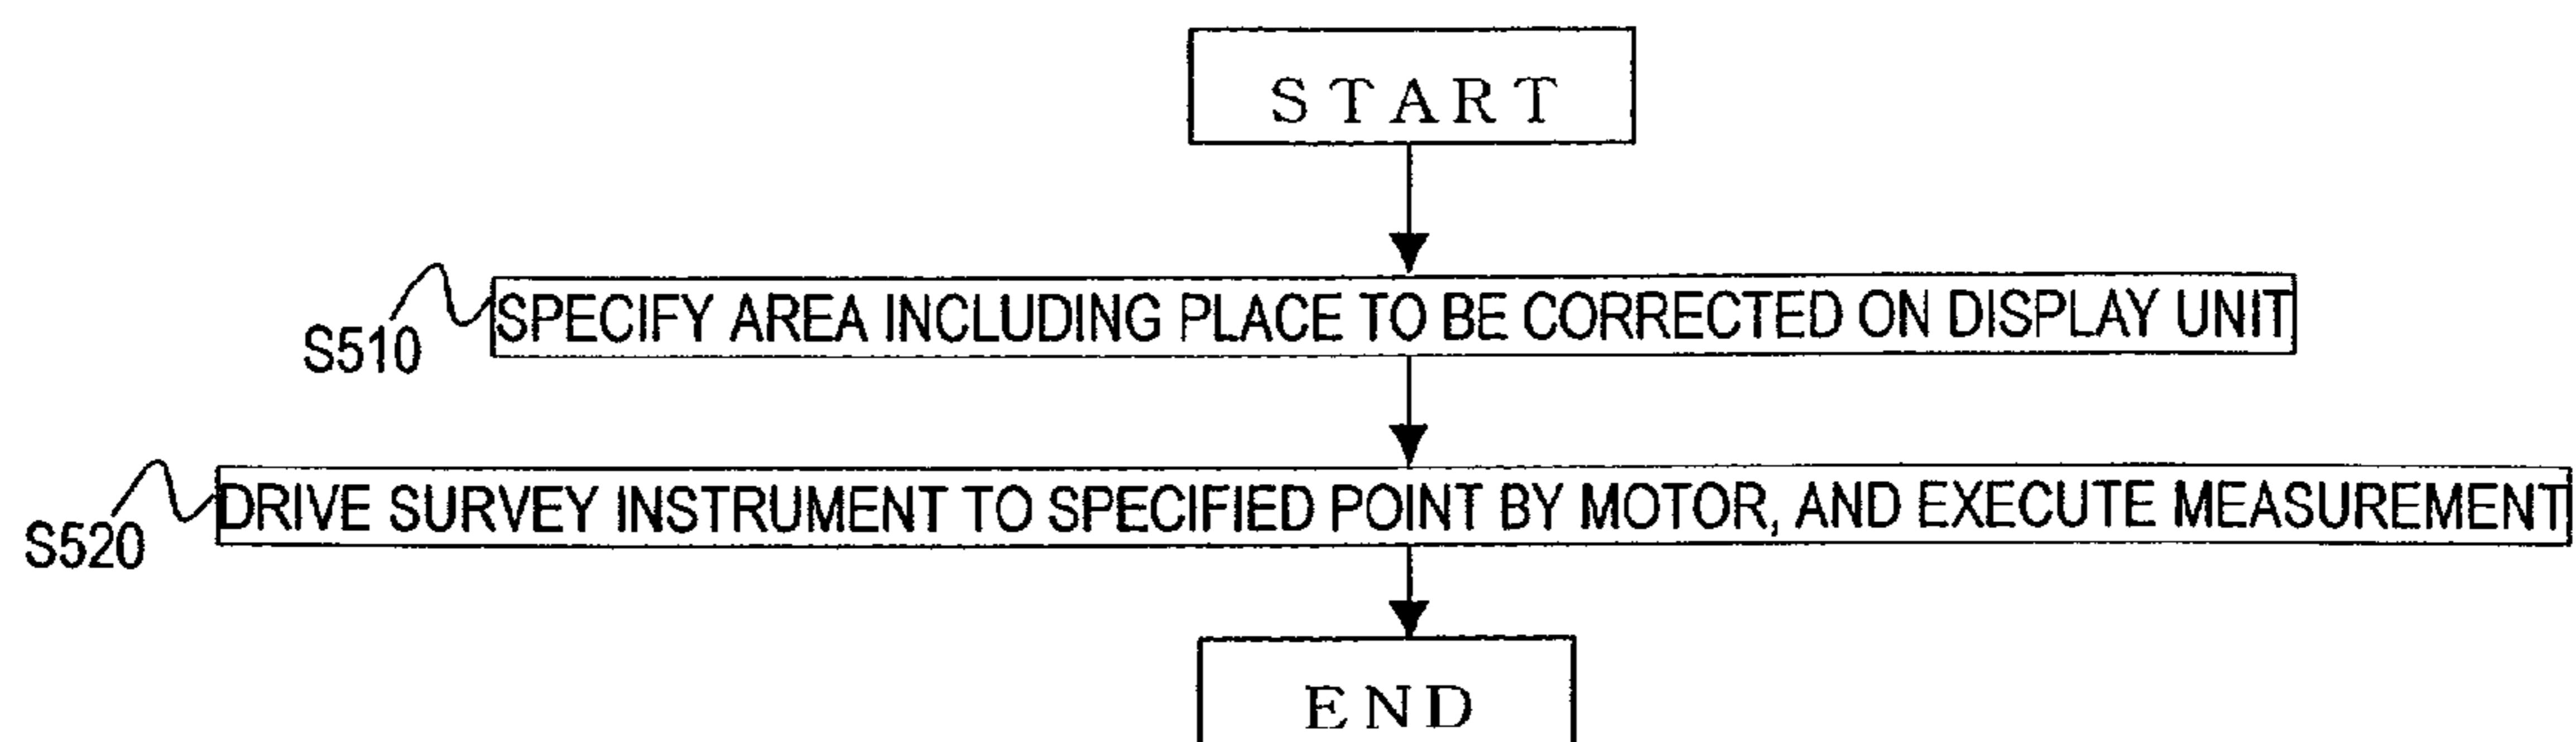 START
S510
SPECIFY AREA INCLUDING PLACE TO BE CORRECTED ON DISPLAY UNIT
S520
DRIVE SURVEY INSTRUMENT TO SPECIFIED POINT BY MOTOR, AND EXECUTE MEASUREMENT
END